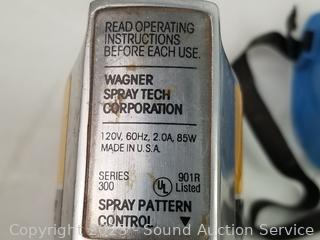 READ OPERATING
INSTRUCTIONS
BEFORE EACH USE.
WAGNER
SPRAY TECH
CORPORATION
120V, 60Hz, 2.0A, 85W
MADE IN U.S.A.
SERIES 901R
300 UL Listed
SPRAY PATTERN
CONTROL ▼
Copyright 2023 - Sound Auction Service